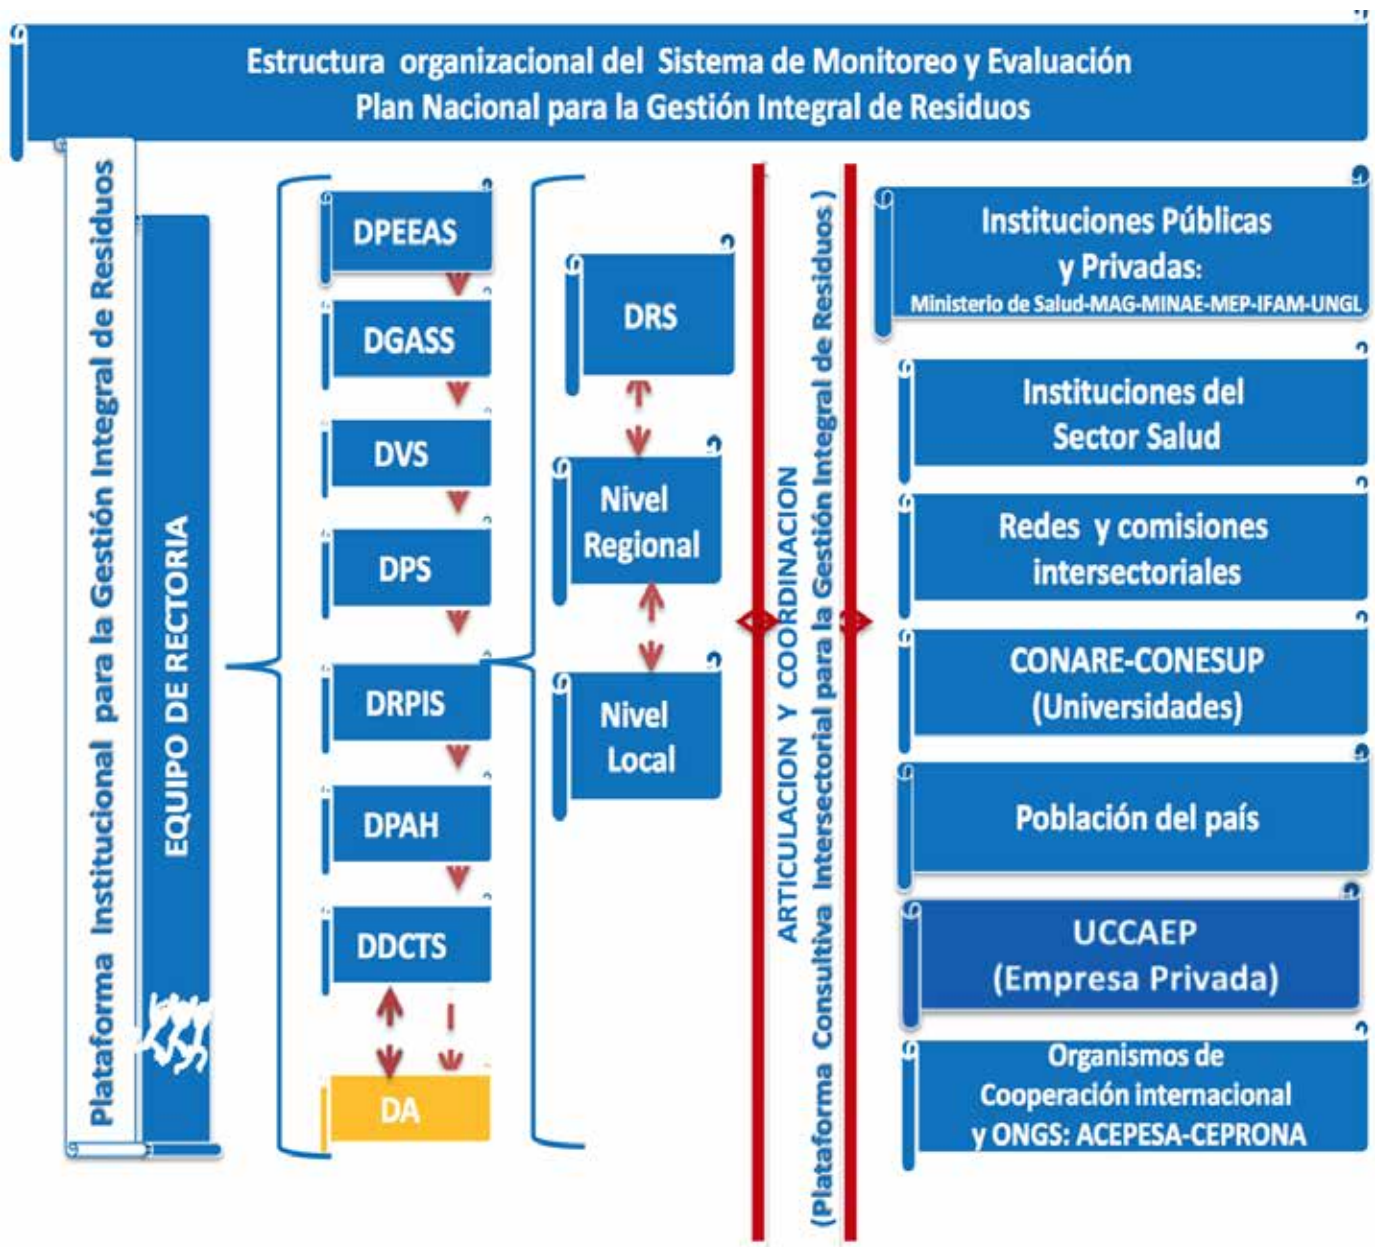 Estructura organizacional del Sistema de Monitoreo y Evaluación
Plan Nacional para la Gestión Integral de Residuos
Plataforma Institucional para la Gestión Integral de Residuos
EQUIPO DE RECTORIA
DPEEAS
DGASS
DVS
DPS
DRPIS
DPAH
DDCTS
DA
DRS
Nivel
Regional
Nivel
Local
ARTICULACION Y COORDINACION
(Plataforma Consultiva Intersectorial para la Gestión Integral de Residuos )
Instituciones Públicas
y Privadas:
Ministerio de Salud-MAG-MINAE-MEP-IFAM-UNGL
Instituciones del
Sector Salud
Redes y comisiones
intersectoriales
CONARE-CONESUP
(Universidades)
Población del país
UCCAEP
(Empresa Privada)
Organismos de
Cooperación internacional
y ONGS: ACEPESA-CEPRONA